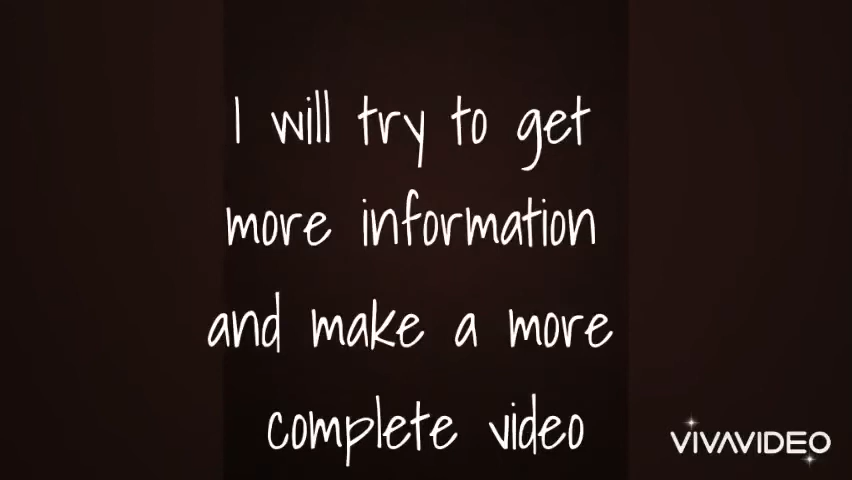 I will try to get
more information
and make a more
complete video
VIVAVIDEO